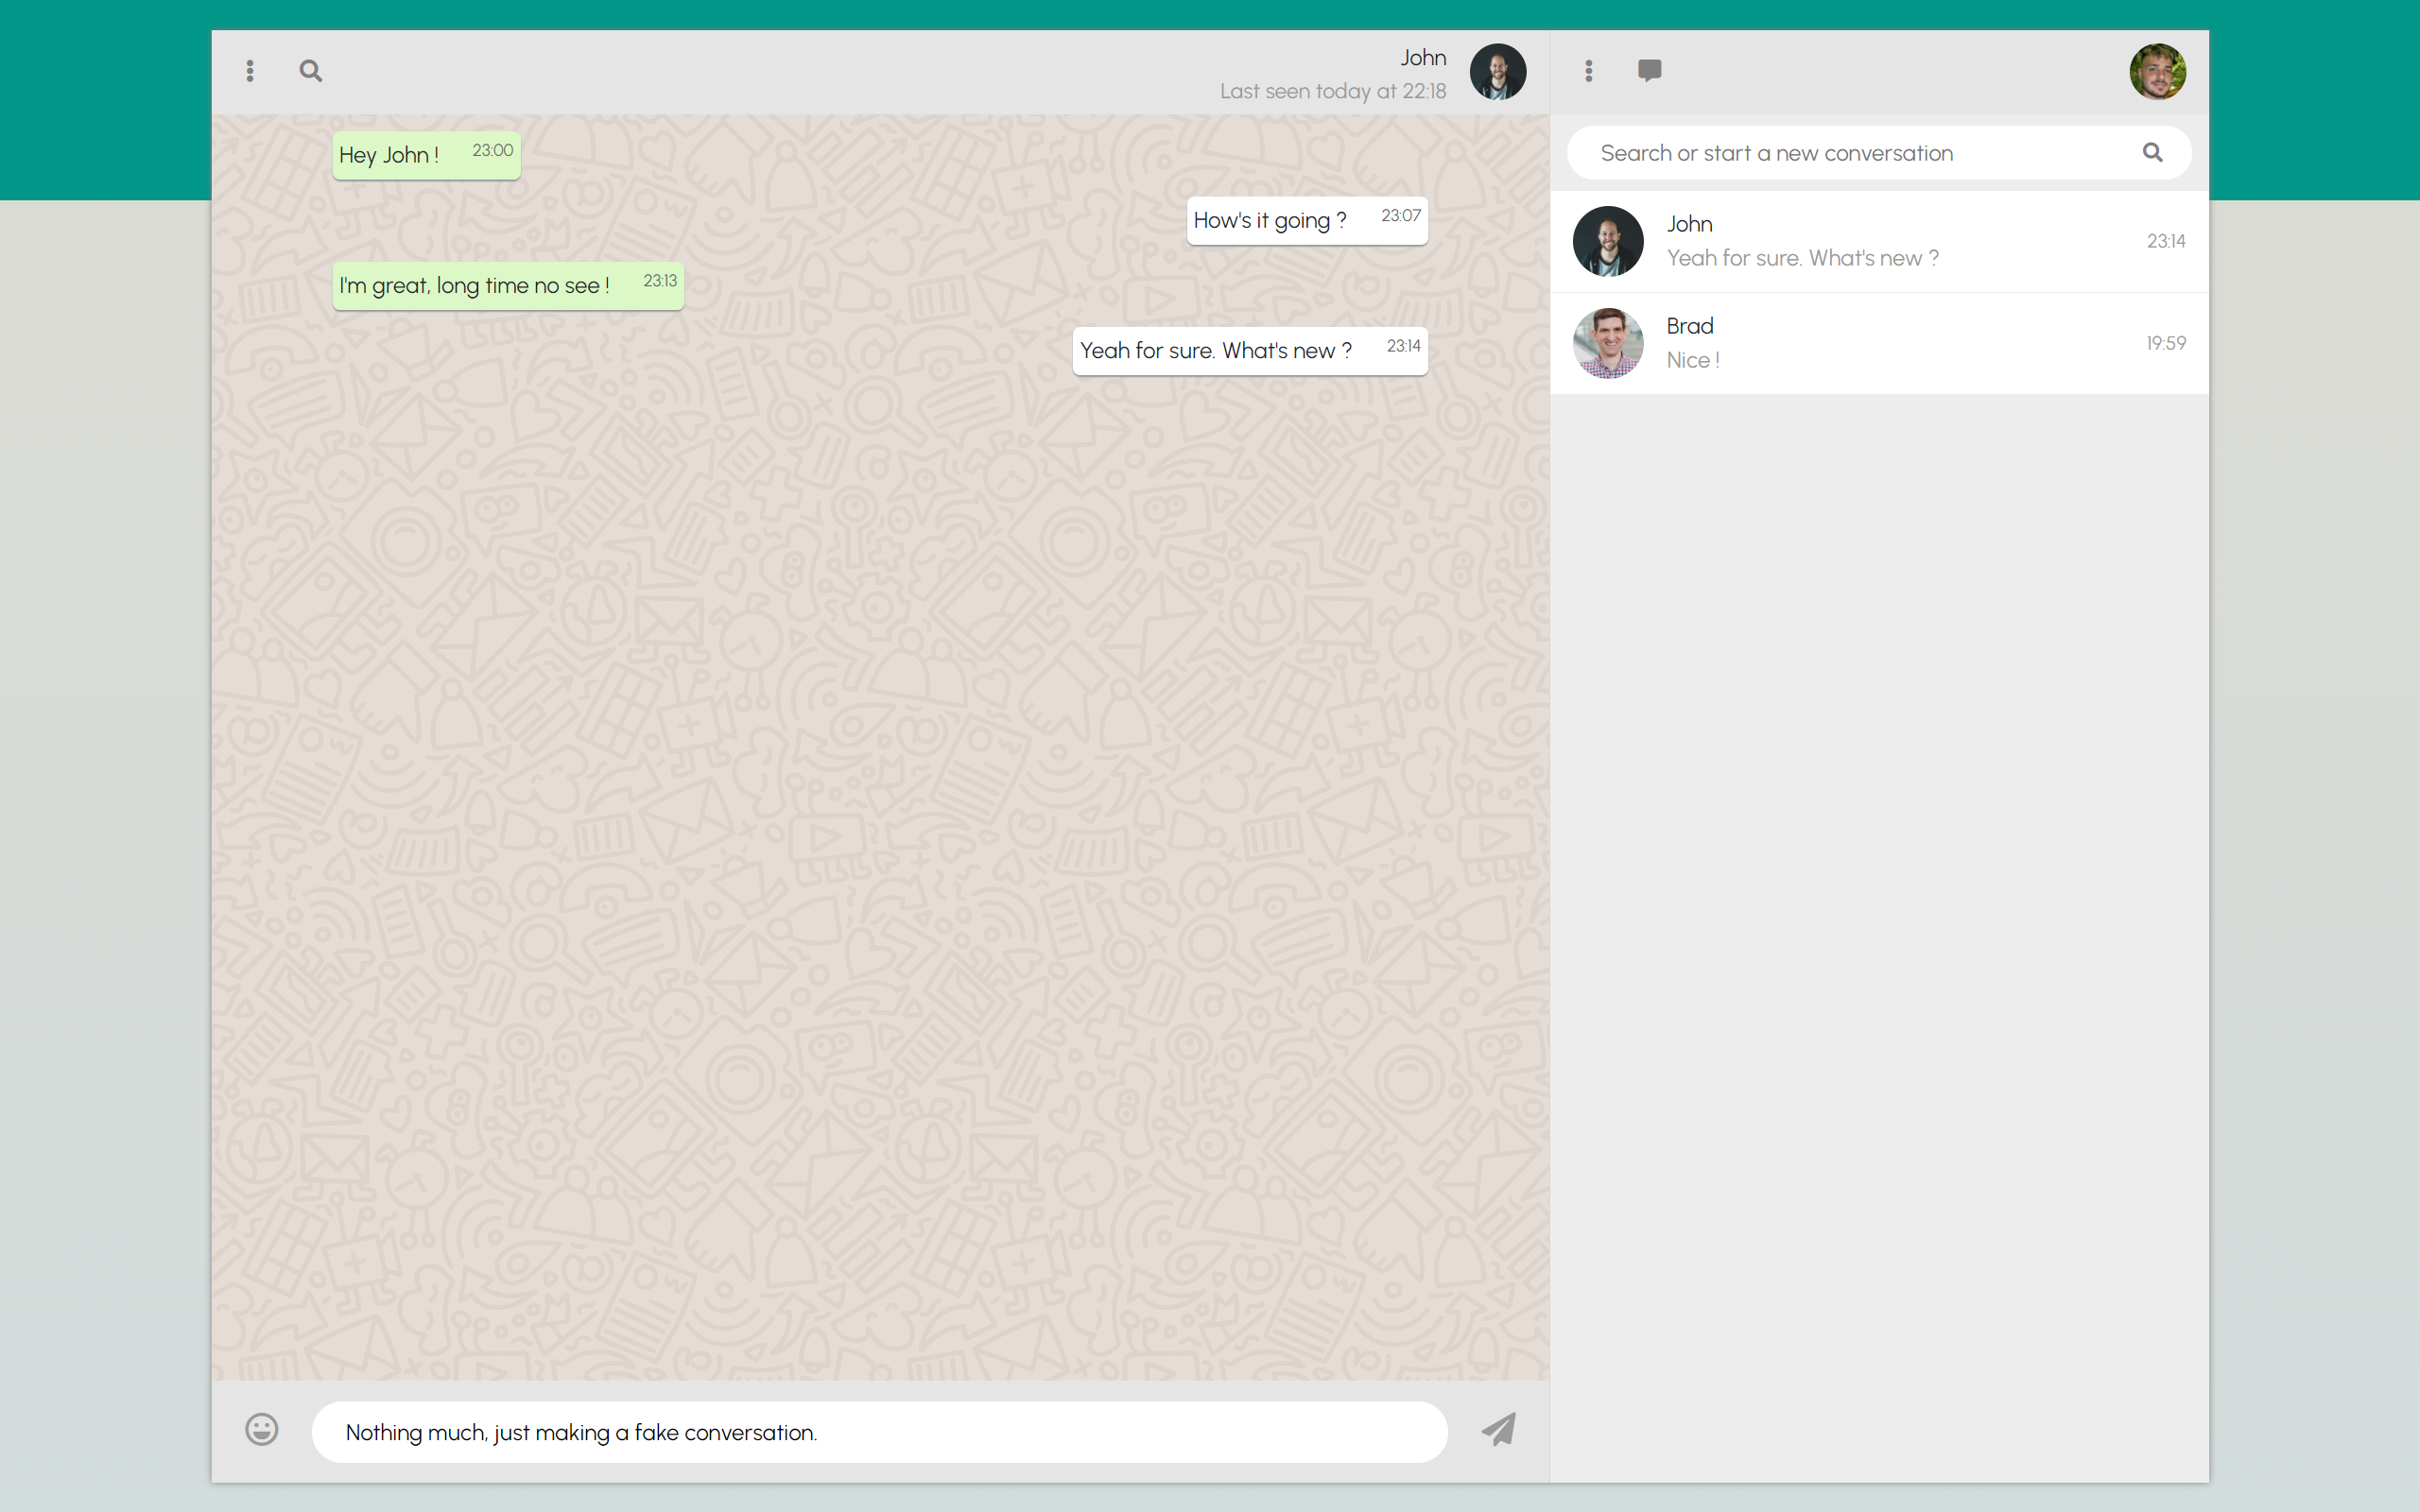 John
Last seen today at 22:18
Hey John ! 23:00
How's it going ? 23:07
I'm great, long time no see ! 23:13
Yeah for sure. What's new ? 23:14
Nothing much, just making a fake conversation.
Search or start a new conversation
John
Yeah for sure. What's new ? 23:14
Brad
Nice ! 19:59